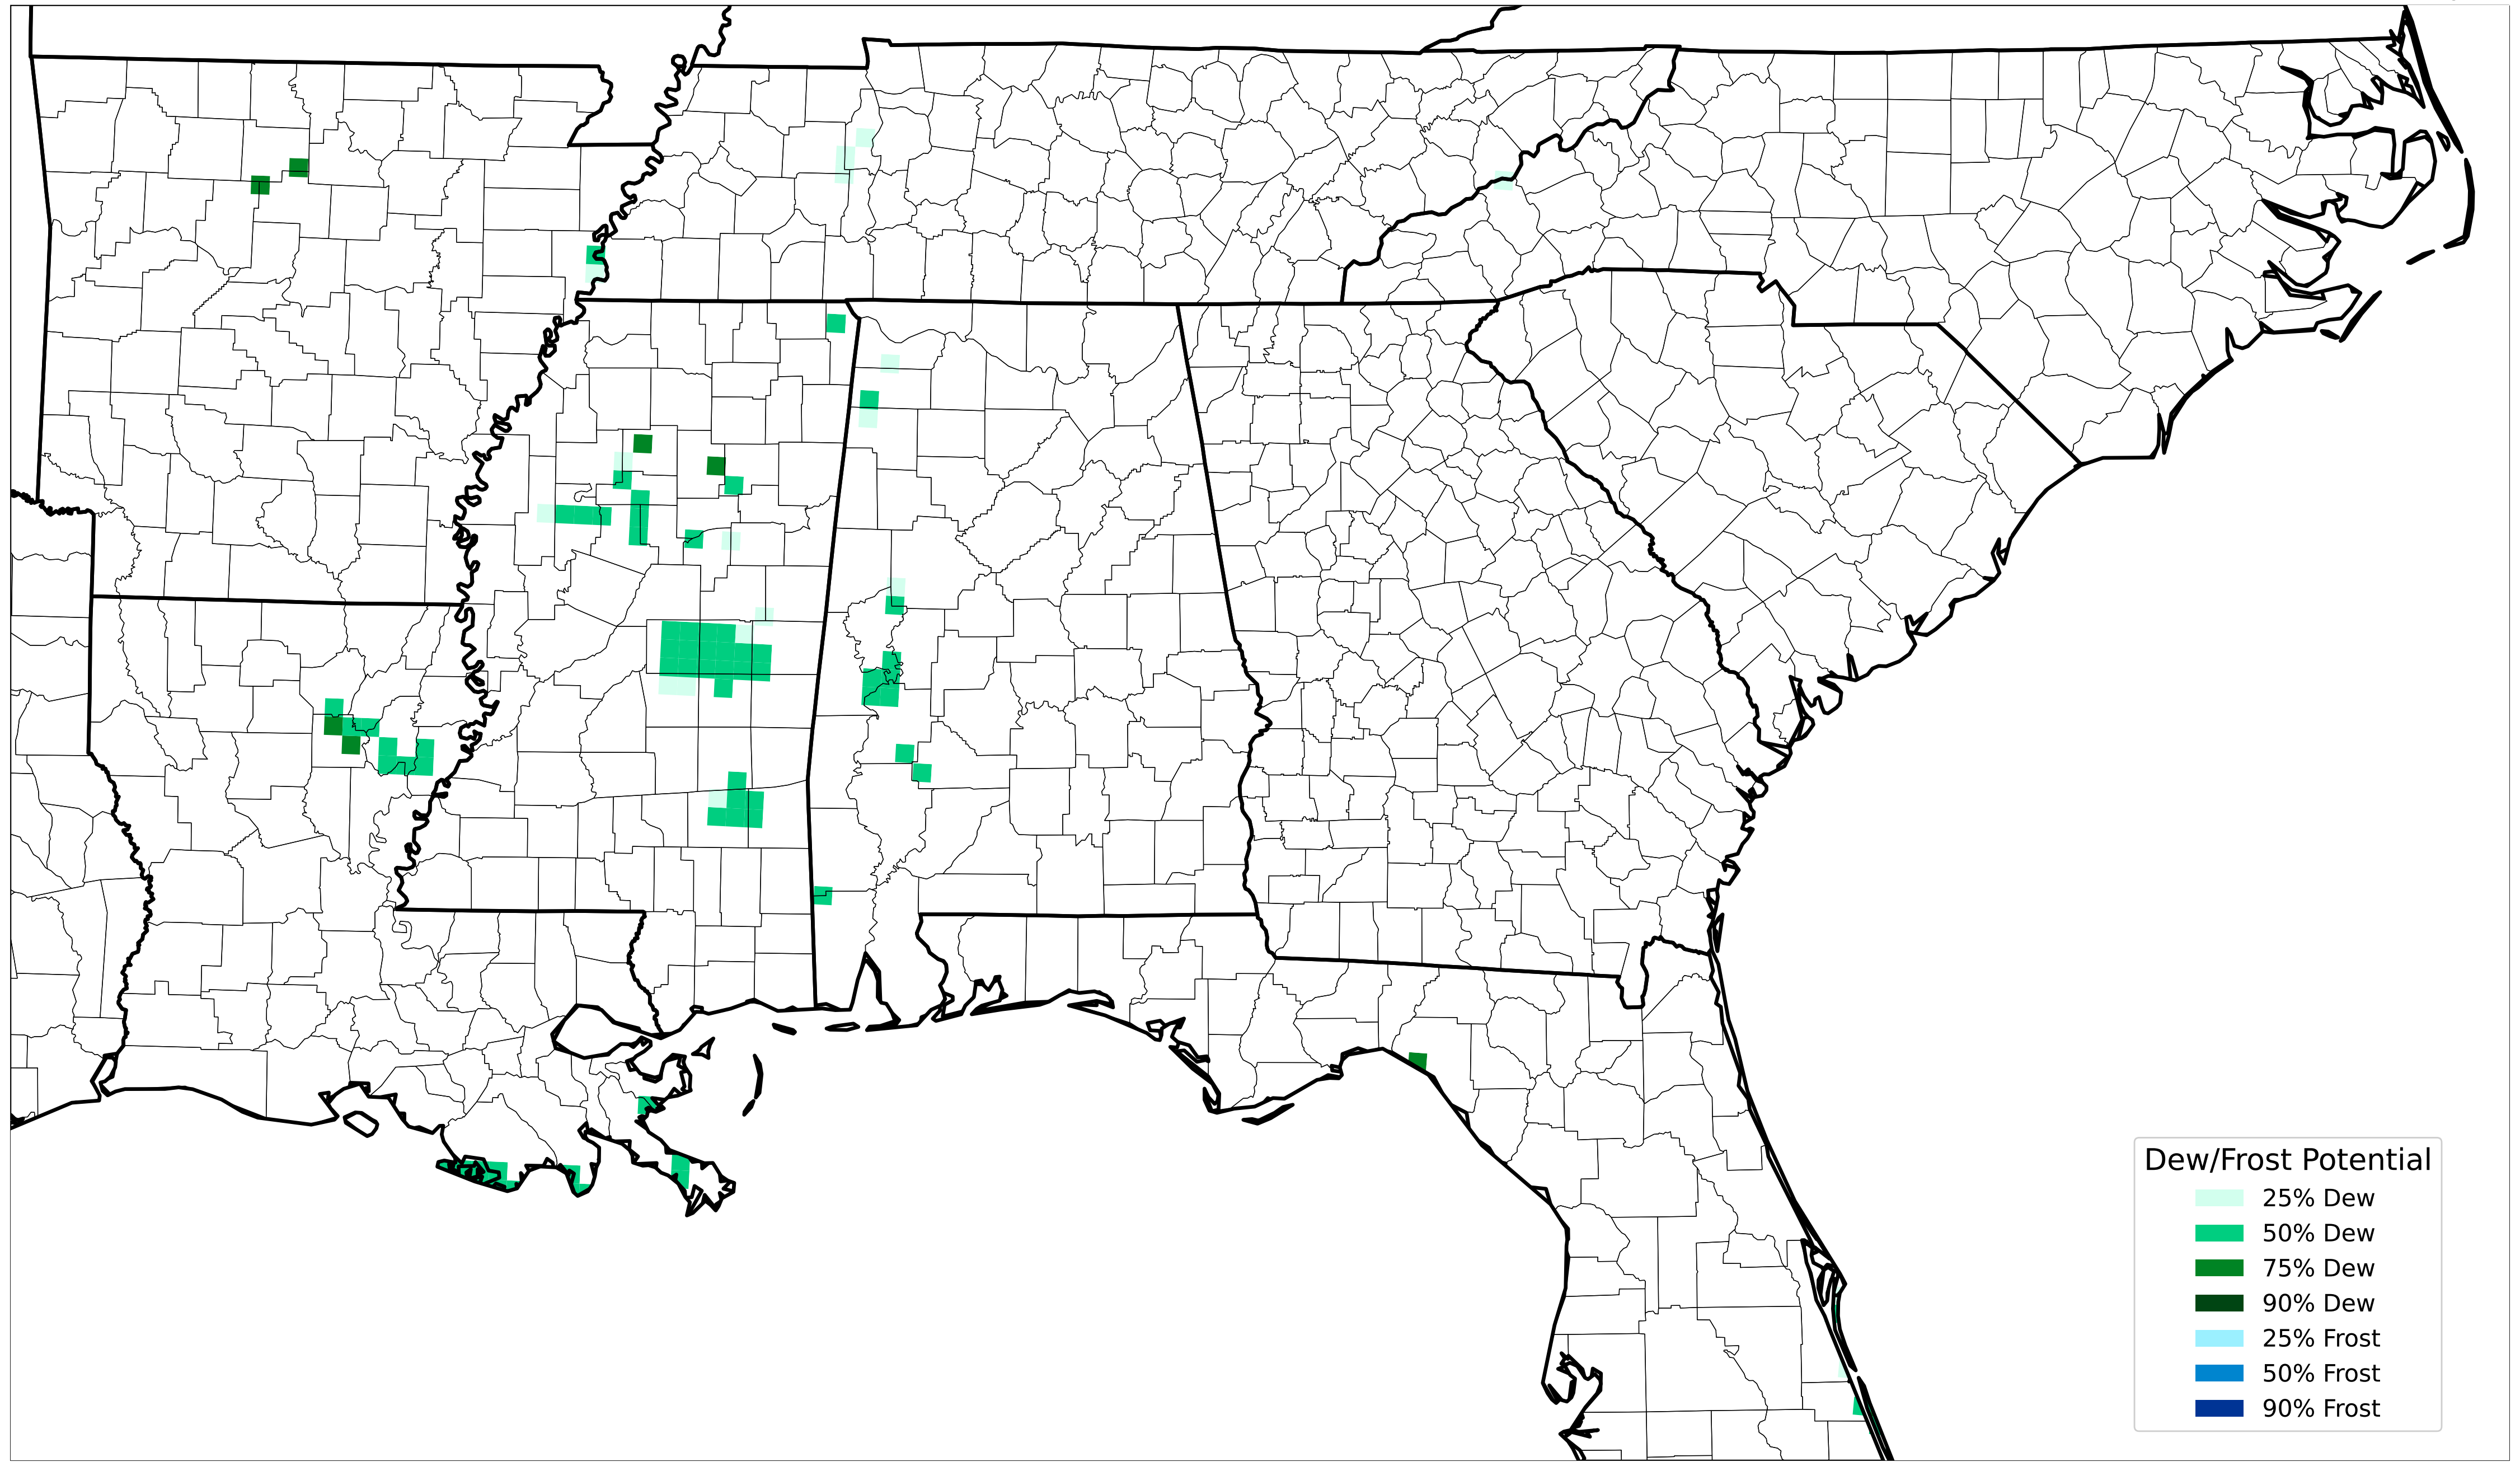 Dew/Frost Potential
25% Dew
50% Dew
75% Dew
90% Dew
25% Frost
50% Frost
90% Frost